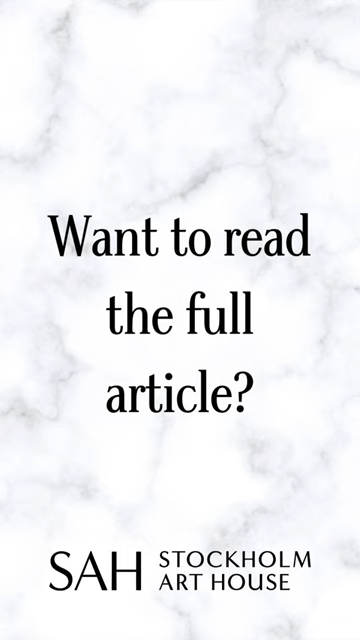 Want to read
the full
article?
SAH STOCKHOLM
ART HOUSE